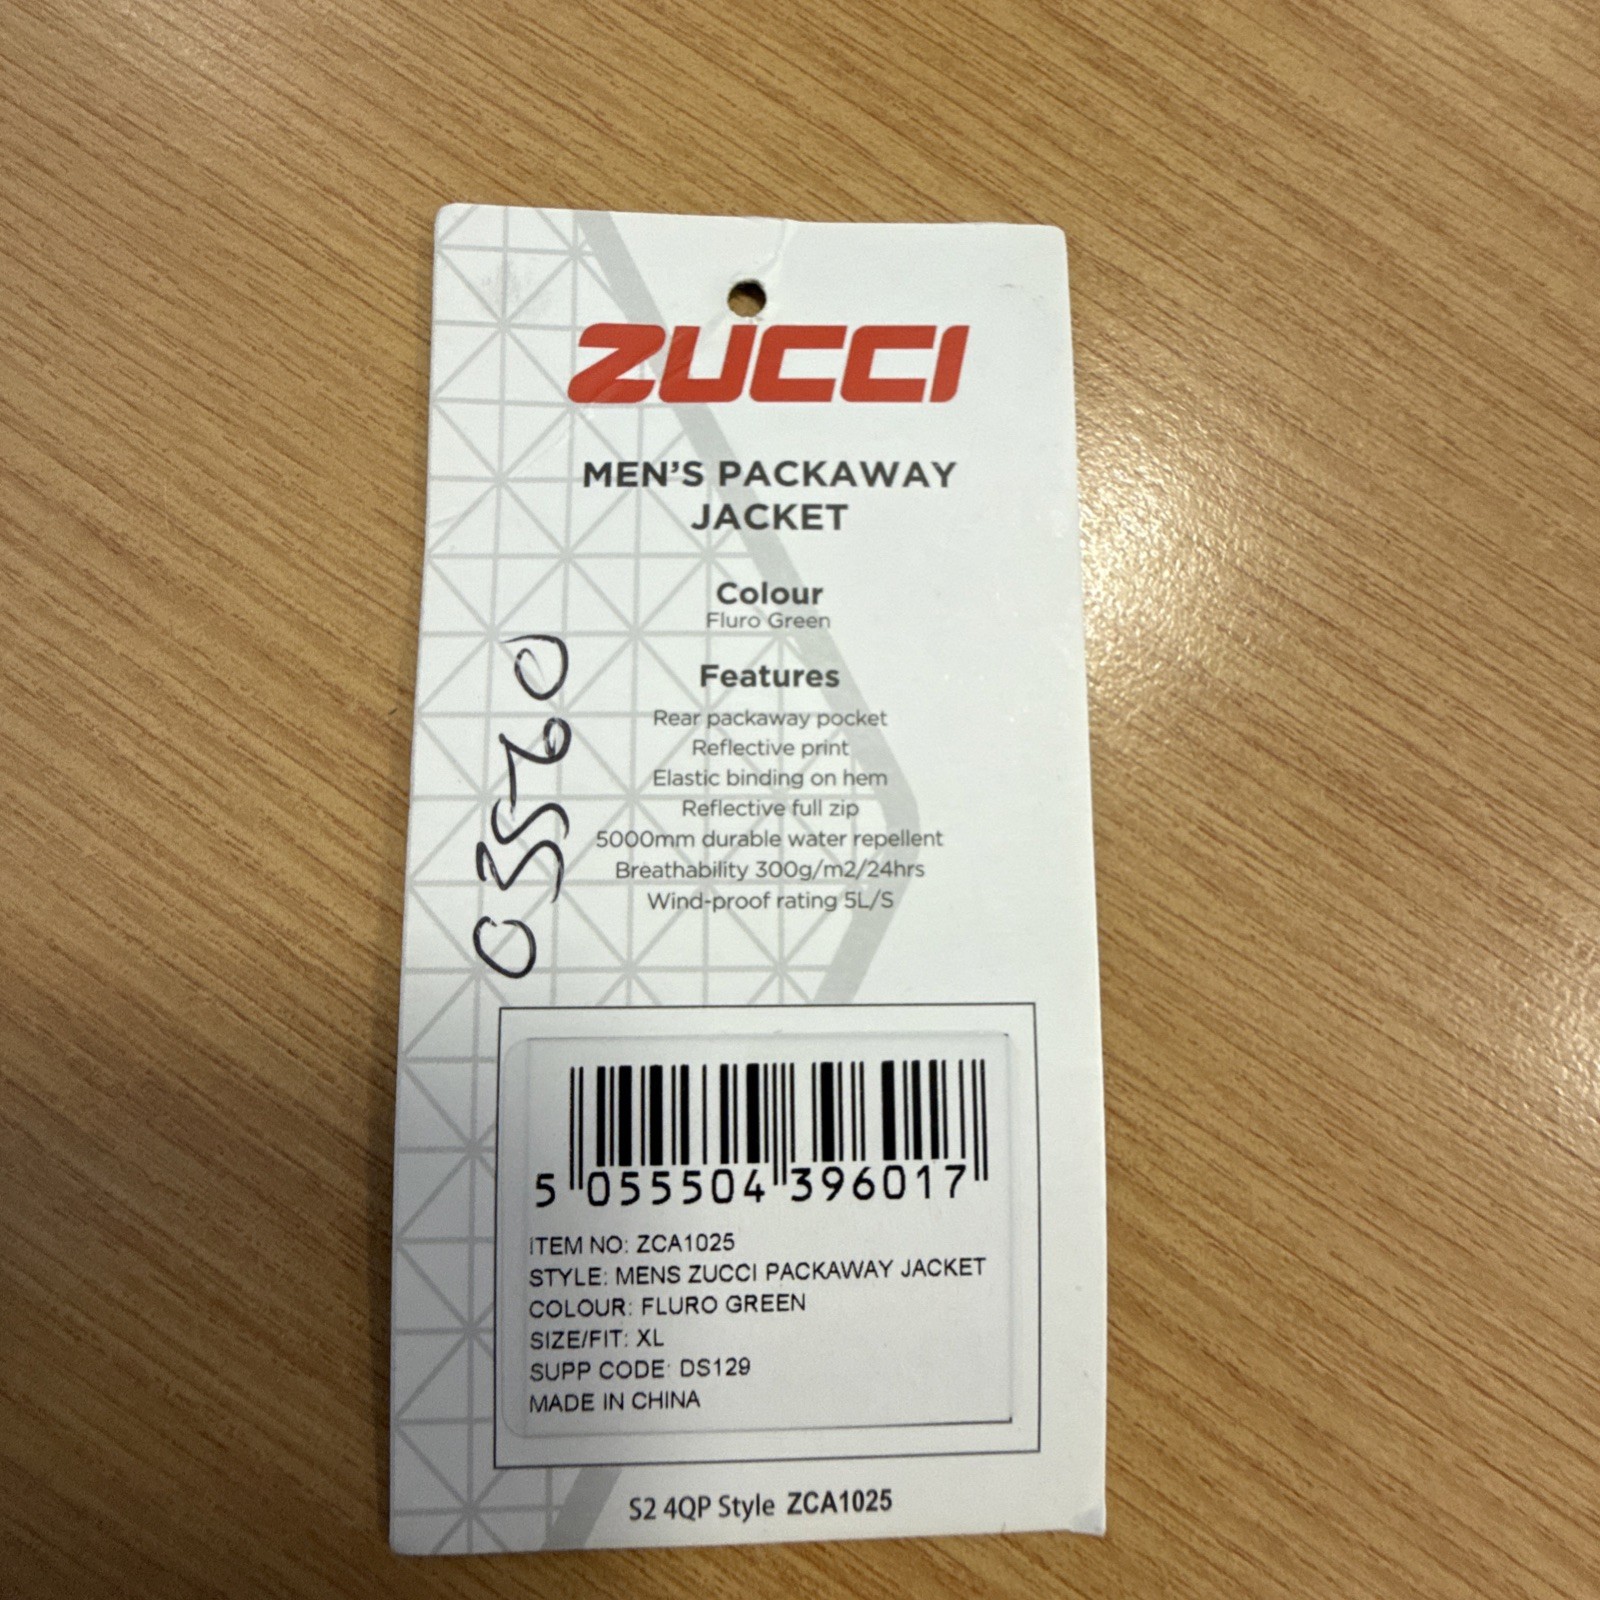 ZUCCI
MEN'S PACKAWAY
JACKET
Colour
Fluro Green
Features
Rear packaway pocket
Reflective print
Elastic binding on hem
Reflective full zip
5000mm durable water repellent
Breathability 300g/m2/24hrs
Wind-proof rating 5L/S
03560
5 055504 396017
ITEM NO: ZCA1025
STYLE: MENS ZUCCI PACKAWAY JACKET
COLOUR: FLURO GREEN
SIZE/FIT: XL
SUPP CODE: DS129
MADE IN CHINA
S2 4QP Style ZCA1025